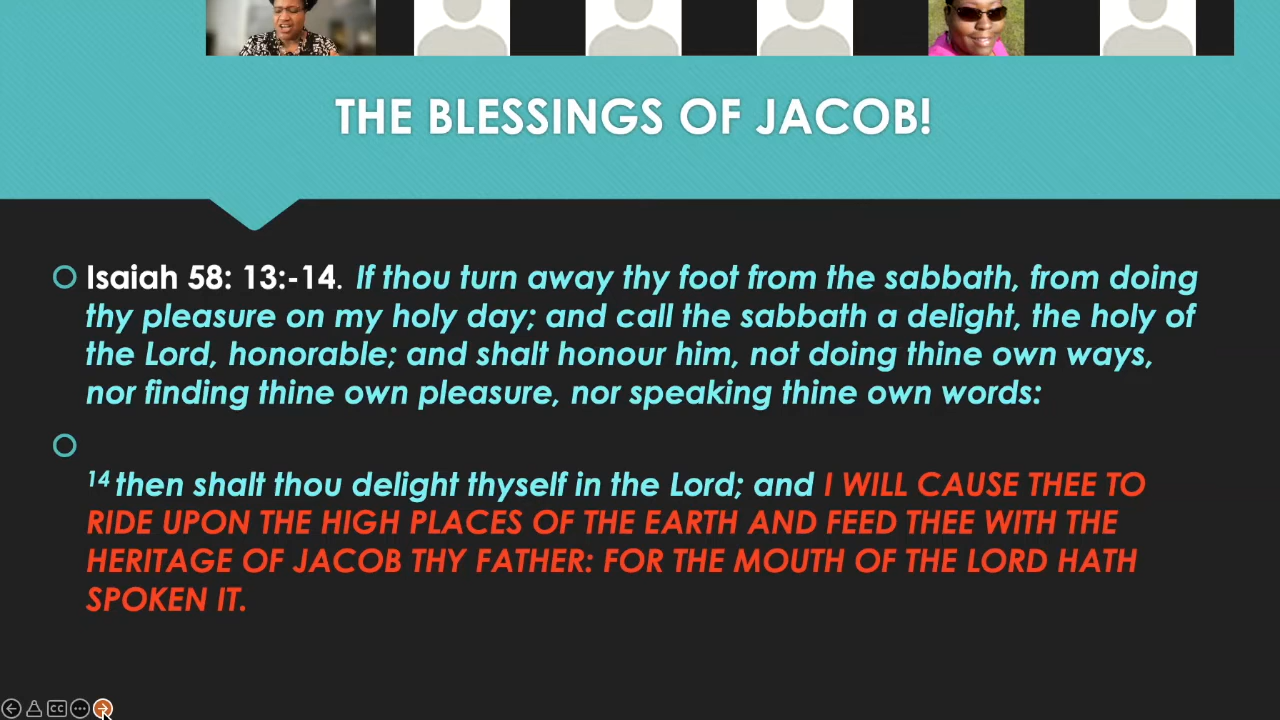 THE BLESSINGS OF JACOB!
Isaiah 58: 13:-14. If thou turn away thy foot from the sabbath, from doing
thy pleasure on my holy day; and call the sabbath a delight, the holy of
the Lord, honorable; and shalt honour him, not doing thine own ways,
nor finding thine own pleasure, nor speaking thine own words:
14 then shalt thou delight thyself in the Lord; and I WILL CAUSE THEE TO
RIDE UPON THE HIGH PLACES OF THE EARTH AND FEED THEE WITH THE
HERITAGE OF JACOB THY FATHER: FOR THE MOUTH OF THE LORD HATH
SPOKEN IT.
CC